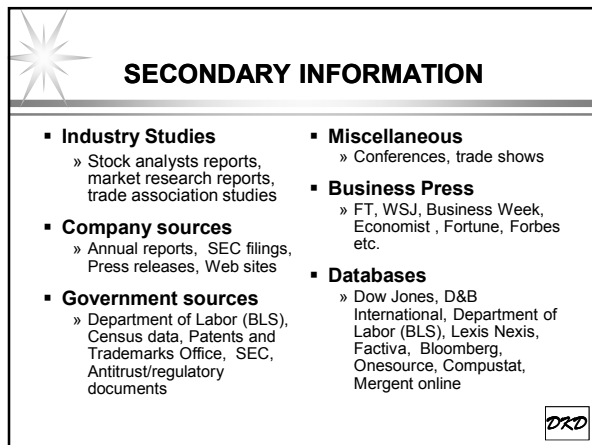 SECONDARY INFORMATION
▪ Industry Studies
» Stock analysts reports,
market research reports,
trade association studies
▪ Company sources
» Annual reports, SEC filings,
Press releases, Web sites
▪ Government sources
» Department of Labor (BLS),
Census data, Patents and
Trademarks Office, SEC,
Antitrust/regulatory
documents
▪ Miscellaneous
» Conferences, trade shows
▪ Business Press
» FT, WSJ, Business Week,
Economist , Fortune, Forbes
etc.
▪ Databases
» Dow Jones, D&B
International, Department of
Labor (BLS), Lexis Nexis,
Factiva, Bloomberg,
Onesource, Compustat,
Mergent online
DKD